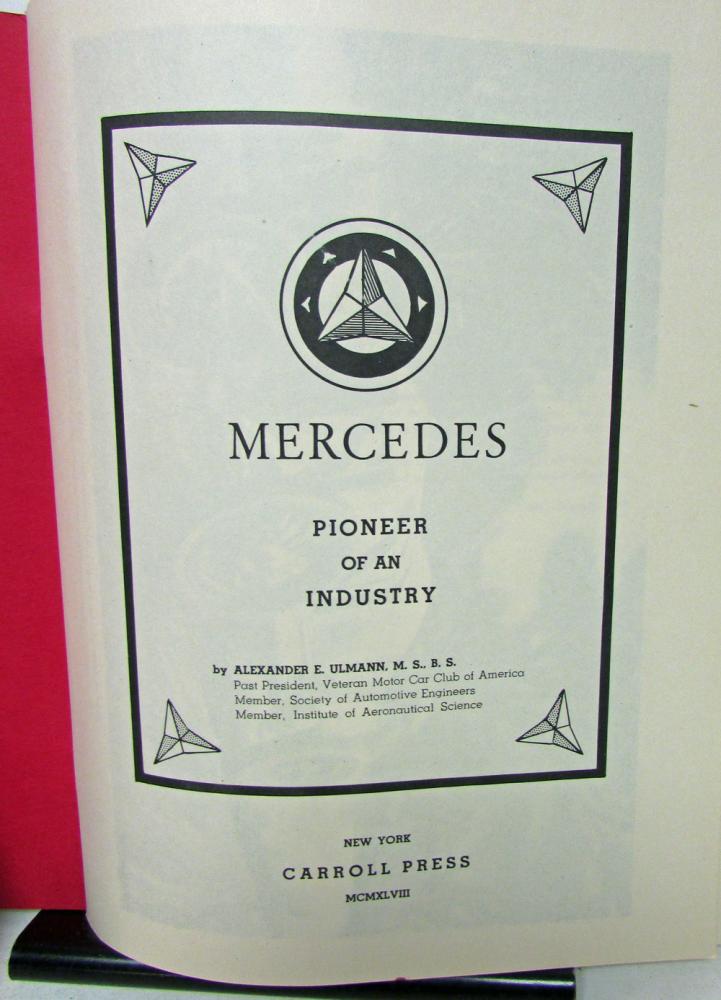 MERCEDES
PIONEER
OF AN
INDUSTRY
by ALEXANDER E. ULMANN, M. S., B. S.
Past President, Veteran Motor Car Club of America
Member, Society of Automotive Engineers
Member, Institute of Aeronautical Science
NEW YORK
CARROLL PRESS
MCMXLVIII